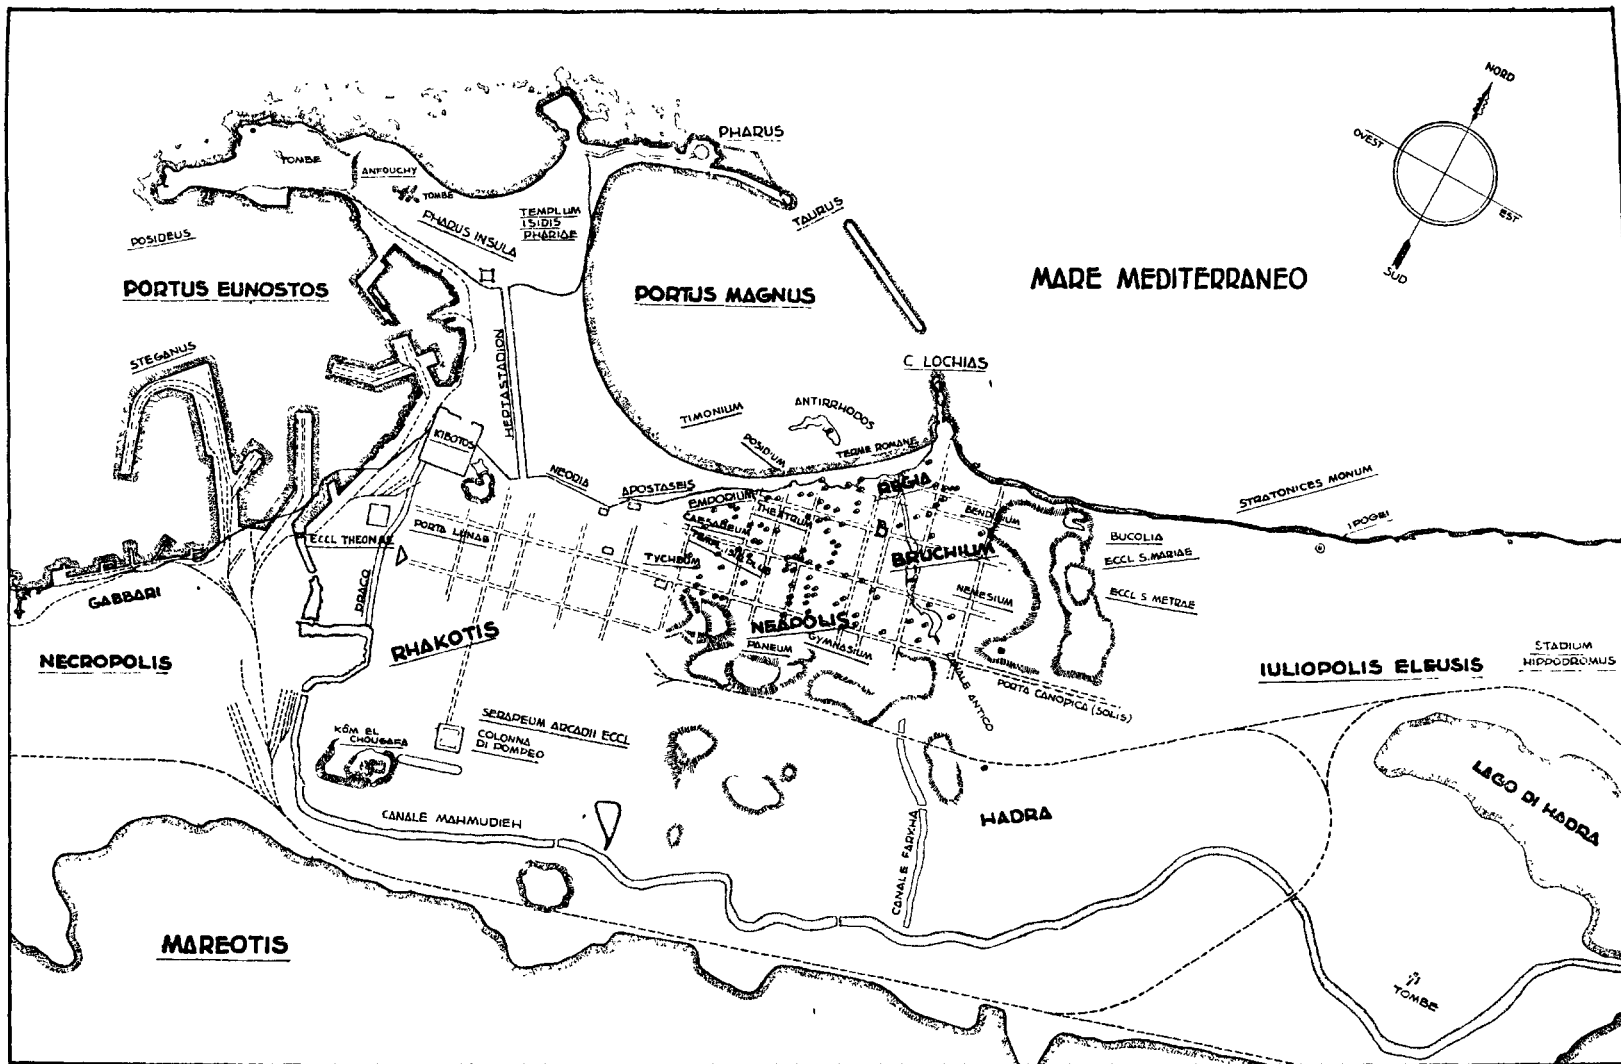 NORD
OVEST
EST
SUD
PHARUS
TOMBE
ANFOUCHY
TOMBE
TAURUS
PHARUS INSULA
TEMPLUM
ISIDIS
PHARIAE
POSIDEUS
PORTUS EUNOSTOS
PORTUS MAGNUS
MARE MEDITERRANEO
STEGANUS
HEPTASTADION
C. LOCHIAS
TIMONIUM
ANTIRRHODOS
KIBOTOS
POSIDIUM
TERME ROMANE
NEORIA
APOSTASEIS
REGIA
STRATONICES MONUM
EMPORIUM
THEATRUM
BENDIDIUM
IPOGEI
PORTA LUNAE
CAESAREUM
BRUCHIUM
BUCOLIA
ECCL THEONAE
TYCHEUM
ECCL S. MARIAE
GABBARI
DRACO
NEMESIUM
ECCL S METRAE
RHAKOTIS
NEAPOLIS
GYMNASIUM
PANEUM
NECROPOLIS
STADIUM
HIPPODROMUS
IULIOPOLIS ELEUSIS
CANALE ANTICO
PORTA CANOPICA (SOLIS)
SERAPEUM ARCADII ECCL
COLONNA
DI POMPEO
KÔM EL
CHOUGAFA
LAGO DI HADRA
CANALE MAHMUDIEH
HADRA
CANALE FARKHA
MAREOTIS
TOMBE